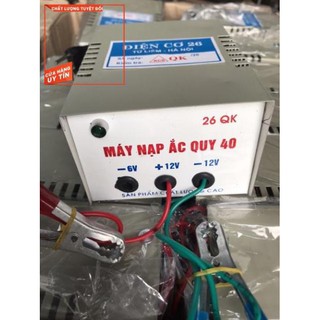 CHẤT LƯỢNG TUYỆT ĐỐI
CỬA HÀNG
UY TÍN
ĐIỆN CƠ 26
TỪ LIÊM - HÀ NỘI
QK
26 QK
MÁY NẠP ẮC QUY 40
- 6V + 12V - 12V
SẢN PHẨM CHẤT LƯỢNG CAO